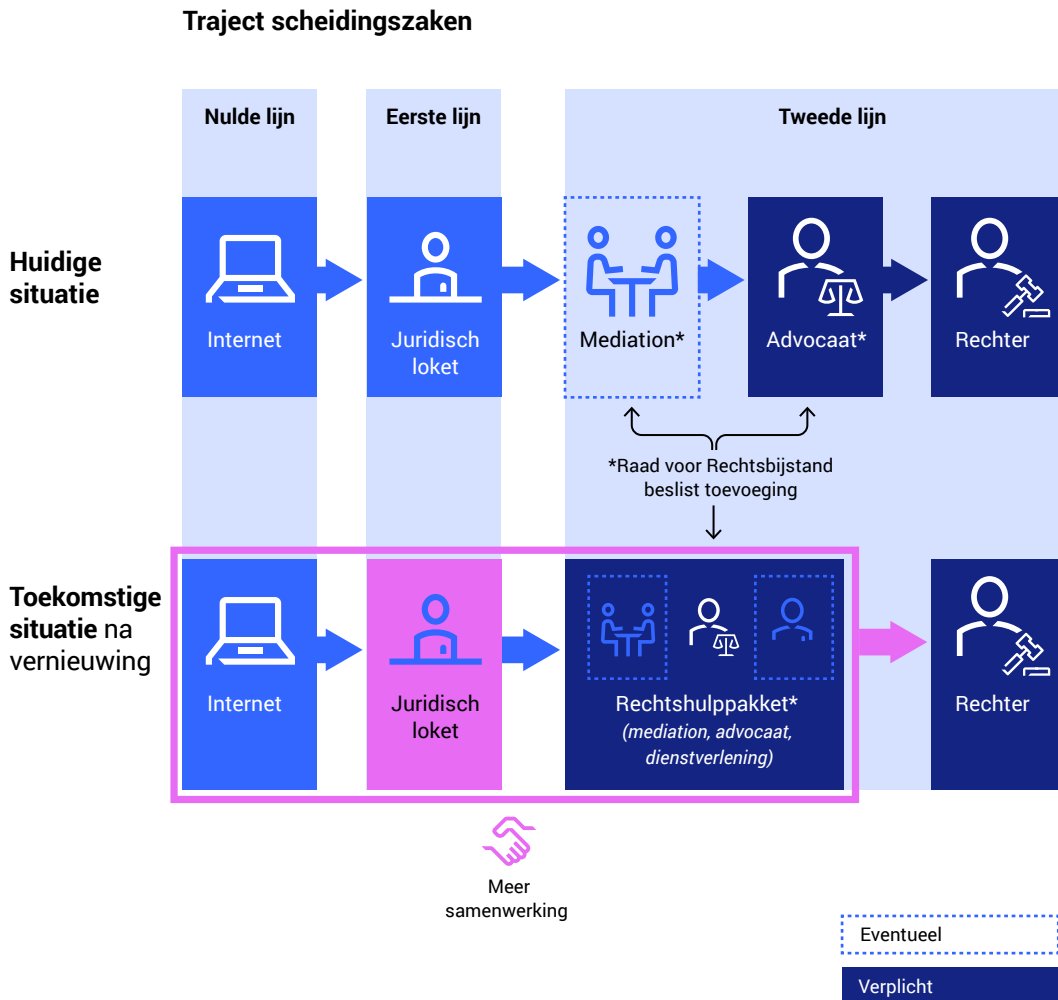 Traject scheidingszaken
Nulde lijn
Eerste lijn
Tweede lijn
Huidige
situatie
Internet
Juridisch
loket
Mediation*
Advocaat*
Rechter
*Raad voor Rechtsbijstand
beslist toevoeging
Toekomstige
situatie na
vernieuwing
Internet
Juridisch
loket
Rechtshulppakket*
(mediation, advocaat,
dienstverlening)
Rechter
Meer
samenwerking
Eventueel
Verplicht